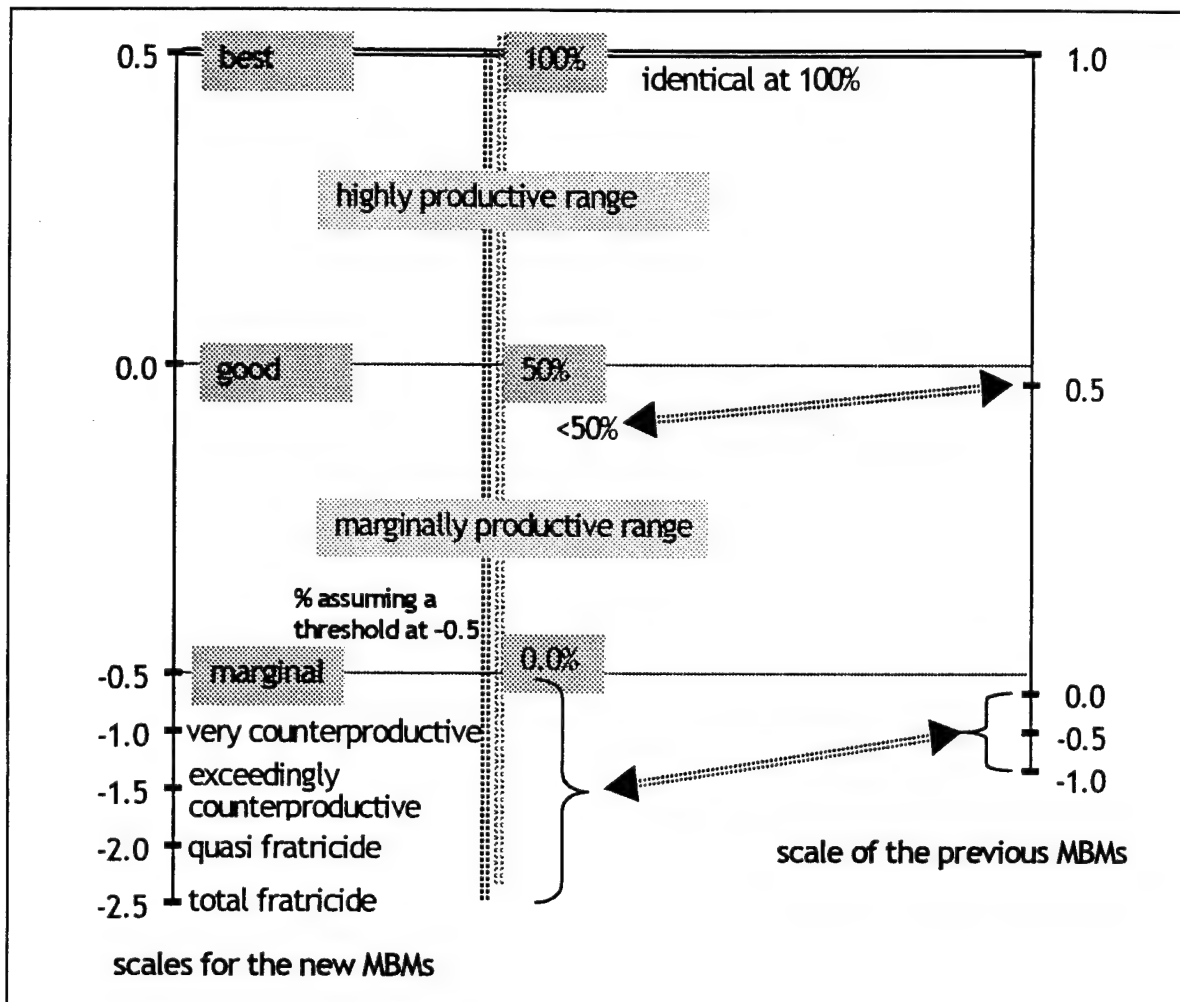 0.5 best 100% 1.0
identical at 100%
highly productive range
0.0 good 50%
0.5
<50%
marginally productive range
% assuming a
threshold at -0.5
0.0%
-0.5 marginal
0.0
-1.0 very counterproductive
-0.5
exceedingly
-1.0
-1.5
counterproductive
-2.0 quasi fratricide
scale of the previous MBMs
-2.5 total fratricide
scales for the new MBMs